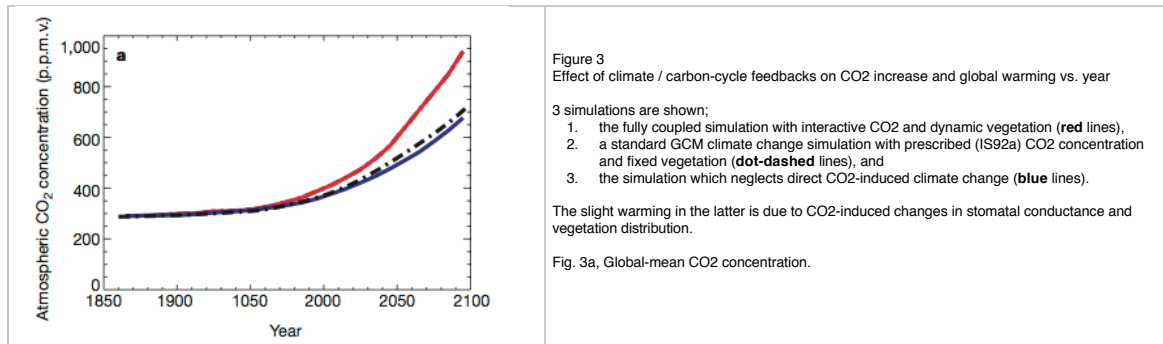 Atmospheric CO2 concentration (p.p.m.v.)
1,000
800
600
400
200
0
a
1850 1900 1050 2000 2050 2100
Year
Figure 3
Effect of climate / carbon-cycle feedbacks on CO2 increase and global warming vs. year
3 simulations are shown;
1. the fully coupled simulation with interactive CO2 and dynamic vegetation (red lines),
2. a standard GCM climate change simulation with prescribed (IS92a) CO2 concentration
and fixed vegetation (dot-dashed lines), and
3. the simulation which neglects direct CO2-induced climate change (blue lines).
The slight warming in the latter is due to CO2-induced changes in stomatal conductance and
vegetation distribution.
Fig. 3a, Global-mean CO2 concentration.